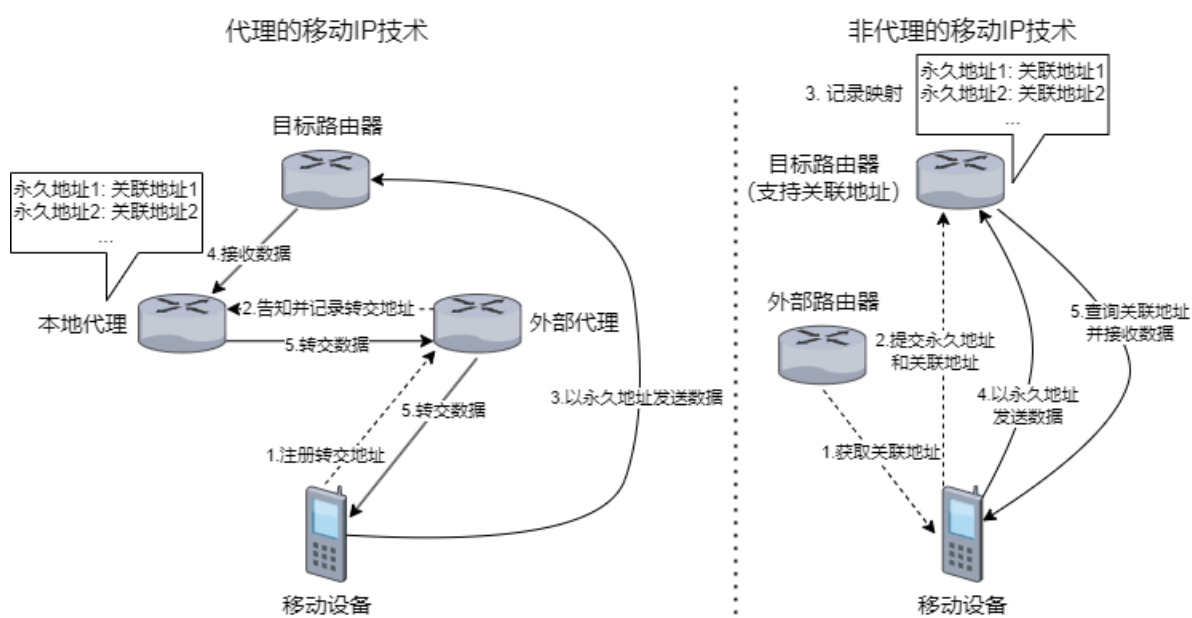 代理的移动IP技术
目标路由器
永久地址1: 关联地址1
永久地址2: 关联地址2
...
4.接收数据
本地代理
2.告知并记录转交地址
外部代理
5.转交数据
5.转交数据
3.以永久地址发送数据
1.注册转交地址
移动设备
非代理的移动IP技术
3. 记录映射
永久地址1: 关联地址1
永久地址2: 关联地址2
...
目标路由器
（支持关联地址）
外部路由器
2.提交永久地址
和关联地址
5.查询关联地址
并接收数据
4.以永久地址
发送数据
1.获取关联地址
移动设备